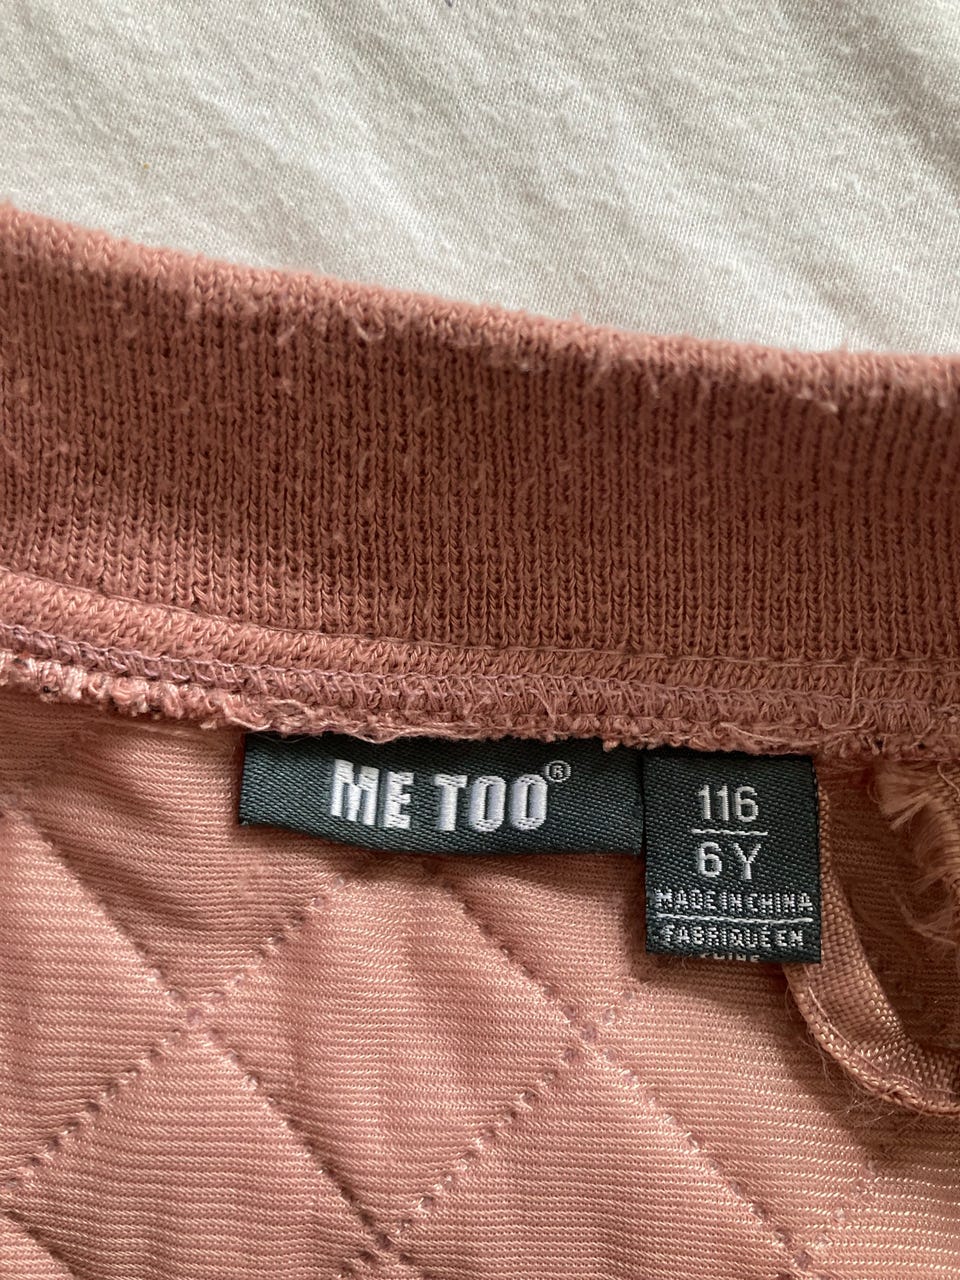 ME TOO®
116
6Y
MADE IN CHINA
FABRIQUÉ EN